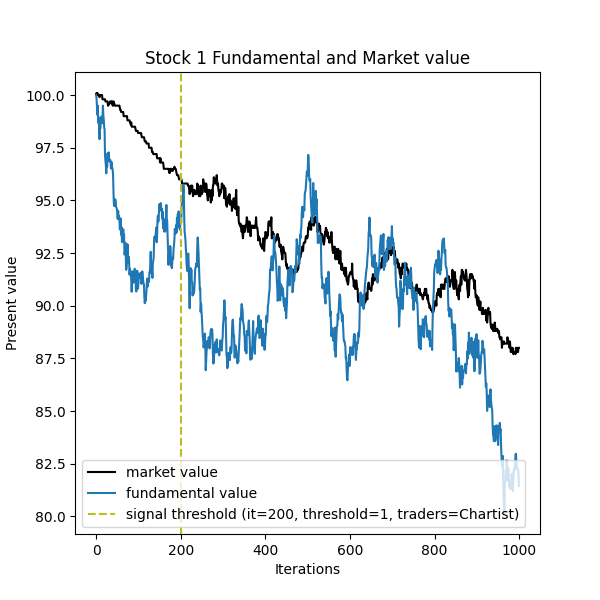 Stock 1 Fundamental and Market value
Present value
100.0
97.5
95.0
92.5
90.0
87.5
85.0
82.5
80.0
market value
fundamental value
signal threshold (it=200, threshold=1, traders=Chartist)
0 200 400 600 800 1000
Iterations